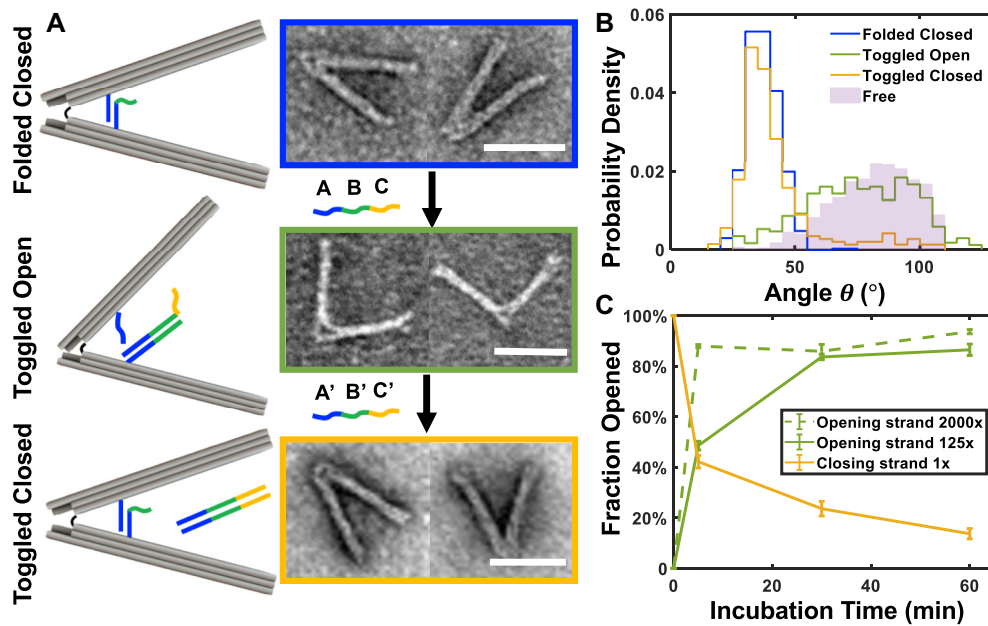 A
Folded Closed
A B C
Toggled Open
A' B' C'
Toggled Closed
B
Probability Density
0.06
0.04
0.02
0
0
50
100
Angle θ (°)
Folded Closed
Toggled Open
Toggled Closed
Free
C
Fraction Opened
100%
80%
60%
40%
20%
0%
0
20
40
60
Incubation Time (min)
Opening strand 2000x
Opening strand 125x
Closing strand 1x